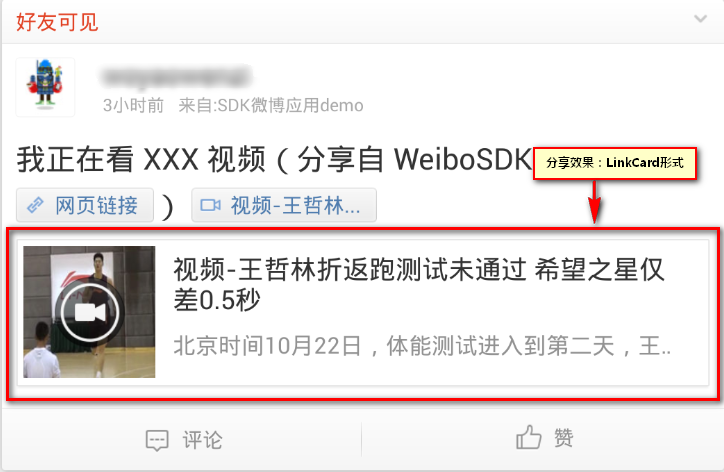 好友可见
3小时前 来自:SDK微博应用demo
我正在看 XXX 视频（分享自 WeiboSDK
分享效果：LinkCard形式
网页链接 ） 视频-王哲林...
视频-王哲林折返跑测试未通过 希望之星仅
差0.5秒
北京时间10月22日，体能测试进入到第二天，王..
评论 赞